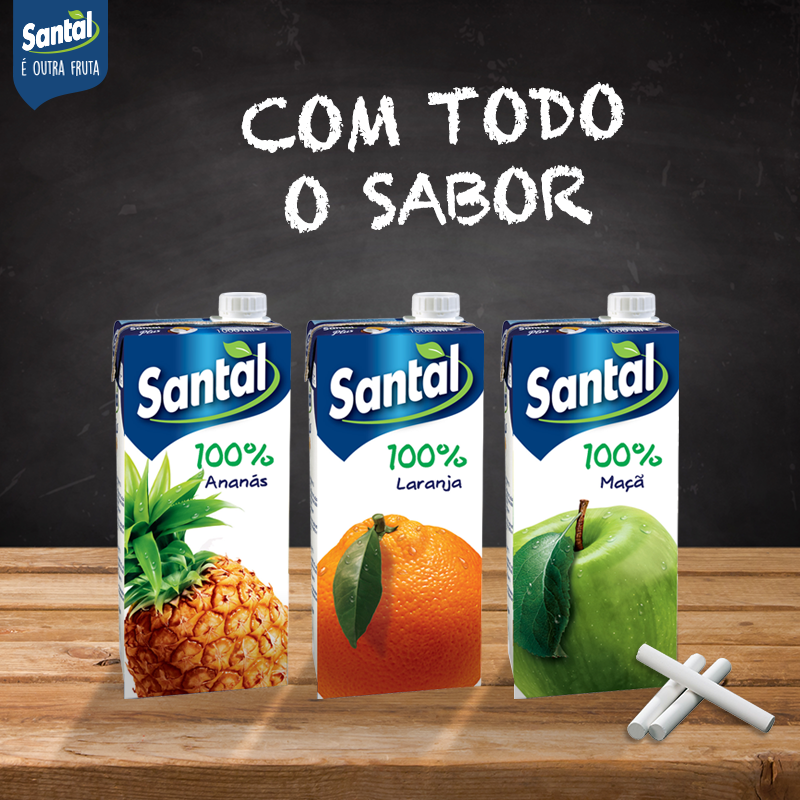 Santal
É OUTRA FRUTA
COM TODO
O SABOR
Santal
100%
Ananás
Santal
100%
Laranja
Santal
100%
Maçã